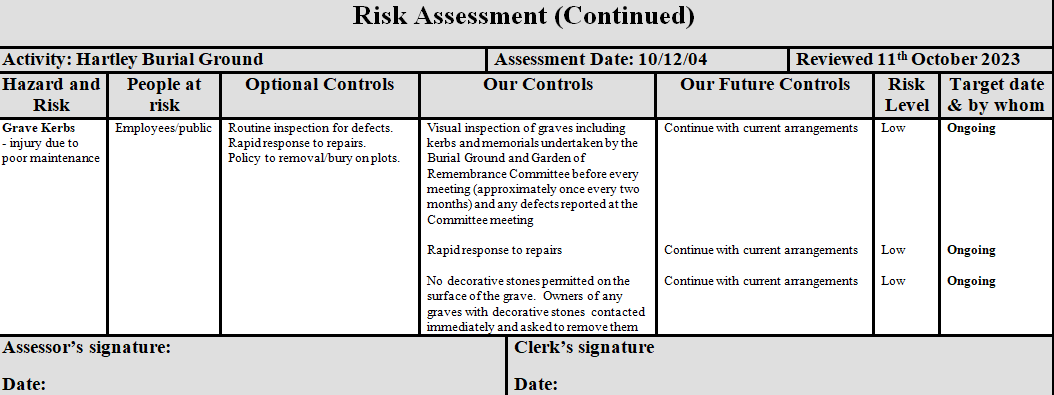 Risk Assessment (Continued)
Activity: Hartley Burial Ground
Assessment Date: 10/12/04
Reviewed 11th October 2023
Hazard and
Risk
People at
risk
Optional Controls
Our Controls
Our Future Controls
Risk
Level
Target date
& by whom
Grave Kerbs
- injury due to
poor maintenance
Employees/public
Routine inspection for defects.
Rapid response to repairs.
Policy to removal/bury on plots.
Visual inspection of graves including
kerbs and memorials undertaken by the
Burial Ground and Garden of
Remembrance Committee before every
meeting (approximately once every two
months) and any defects reported at the
Committee meeting
Continue with current arrangements
Low
Ongoing
Rapid response to repairs
Continue with current arrangements
Low
Ongoing
No decorative stones permitted on the
surface of the grave. Owners of any
graves with decorative stones contacted
immediately and asked to remove them
Continue with current arrangements
Low
Ongoing
Assessor's signature:
Date:
Clerk's signature
Date: